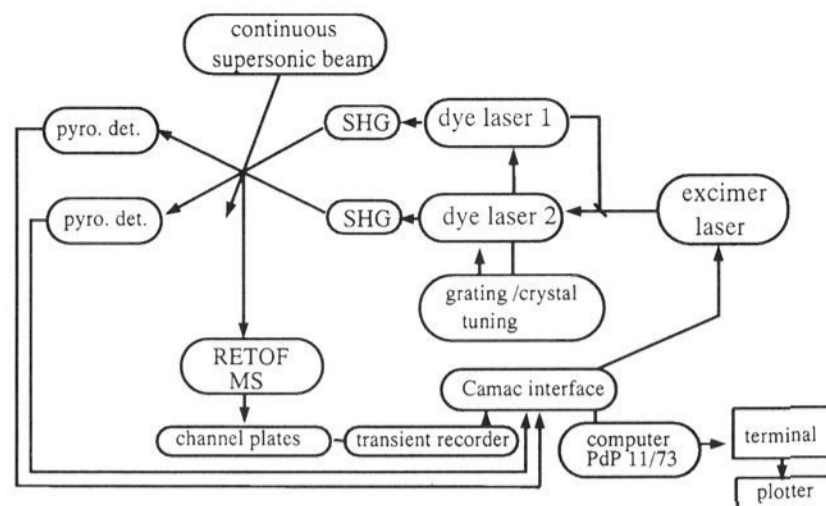 continuous
supersonic beam
pyro. det.
SHG
dye laser 1
pyro. det.
SHG
dye laser 2
excimer
laser
grating /crystal
tuning
RETOF
MS
Camac interface
channel plates
transient recorder
computer
PdP 11/73
terminal
plotter